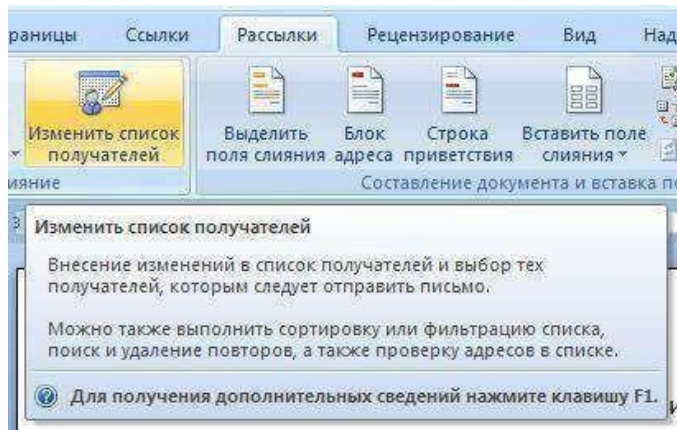 раницы Ссылки Рассылки Рецензирование Вид Над
Изменить список
получателей
Выделить
поля слияния
Блок
адреса
Строка
приветствия
Вставить поле
слияния
ияние
Составление документа и вставка п
3
Изменить список получателей
Внесение изменений в список получателей и выбор тех
получателей, которым следует отправить письмо.
Можно также выполнить сортировку или фильтрацию списка,
поиск и удаление повторов, а также проверку адресов в списке.
Для получения дополнительных сведений нажмите клавишу F1.